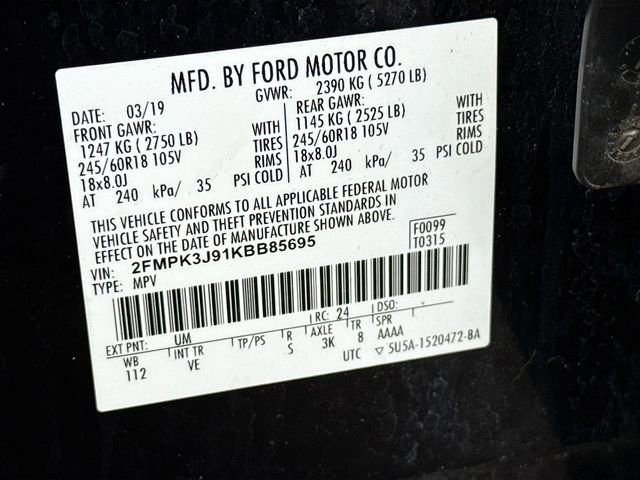 MFD. BY FORD MOTOR CO.
DATE: 03/19 GVWR: 2390 KG ( 5270 LB)
FRONT GAWR: WITH REAR GAWR: WITH
1247 KG ( 2750 LB) TIRES 1145 KG ( 2525 LB) TIRES
245/60R18 105V RIMS 245/60R18 105V RIMS
18x8.0J 18x8.0J
AT 240 kPa/ 35 PSI COLD AT 240 kPa/ 35 PSI COLD
THIS VEHICLE CONFORMS TO ALL APPLICABLE FEDERAL MOTOR
VEHICLE SAFETY AND THEFT PREVENTION STANDARDS IN
EFFECT ON THE DATE OF MANUFACTURE SHOWN ABOVE.
VIN: 2FMPK3J91KBB85695 F0099
TYPE: MPV T0315
EXT PNT: UM RC: 24 DSO:
WB INT TR TP/PS R AXLE TR SPR
112 VE S 3K 8 AAAA
UTC ▽ 5U5A-1520472-BA